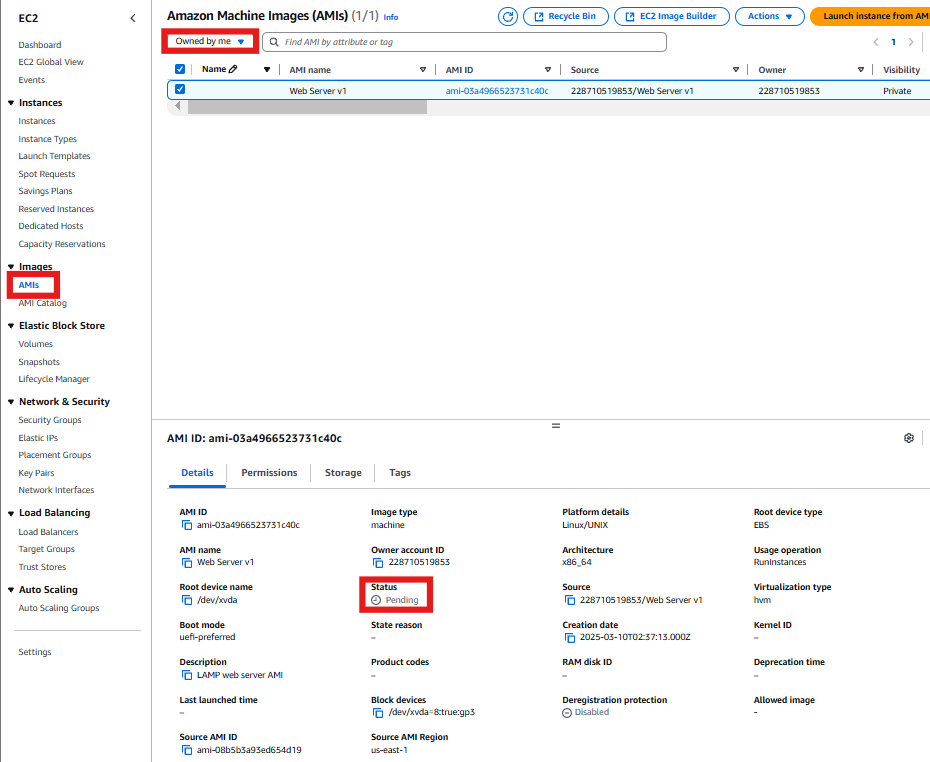 EC2
Dashboard
EC2 Global View
Events
Instances
Instances
Instance Types
Launch Templates
Spot Requests
Savings Plans
Reserved Instances
Dedicated Hosts
Capacity Reservations
Images
AMIs
AMI Catalog
Elastic Block Store
Volumes
Snapshots
Lifecycle Manager
Network & Security
Security Groups
Elastic IPs
Placement Groups
Key Pairs
Network Interfaces
Load Balancing
Load Balancers
Target Groups
Trust Stores
Auto Scaling
Auto Scaling Groups
Settings
Amazon Machine Images (AMIs) (1/1) Info
Recycle Bin
EC2 Image Builder
Actions
Launch instance from AMI
Owned by me
Find AMI by attribute or tag
1
Name AMI name AMI ID Source Owner Visibility
Web Server v1 ami-03a4966523731c40c 228710519853/Web Server v1 228710519853 Private
AMI ID: ami-03a4966523731c40c
Details Permissions Storage Tags
AMI ID Image type Platform details Root device type
ami-03a4966523731c40c machine Linux/UNIX EBS
AMI name Owner account ID Architecture Usage operation
Web Server v1 228710519853 x86_64 RunInstances
Root device name Status Source Virtualization type
/dev/xvda Pending 228710519853/Web Server v1 hvm
Boot mode State reason Creation date Kernel ID
uefi-preferred – 2025-03-10T02:37:13.000Z –
Description Product codes RAM disk ID Deprecation time
LAMP web server AMI – – –
Last launched time Block devices Deregistration protection Allowed image
– /dev/xvda=8:true:gp3 Disabled -
Source AMI ID Source AMI Region
ami-08b5b3a93ed654d19 us-east-1